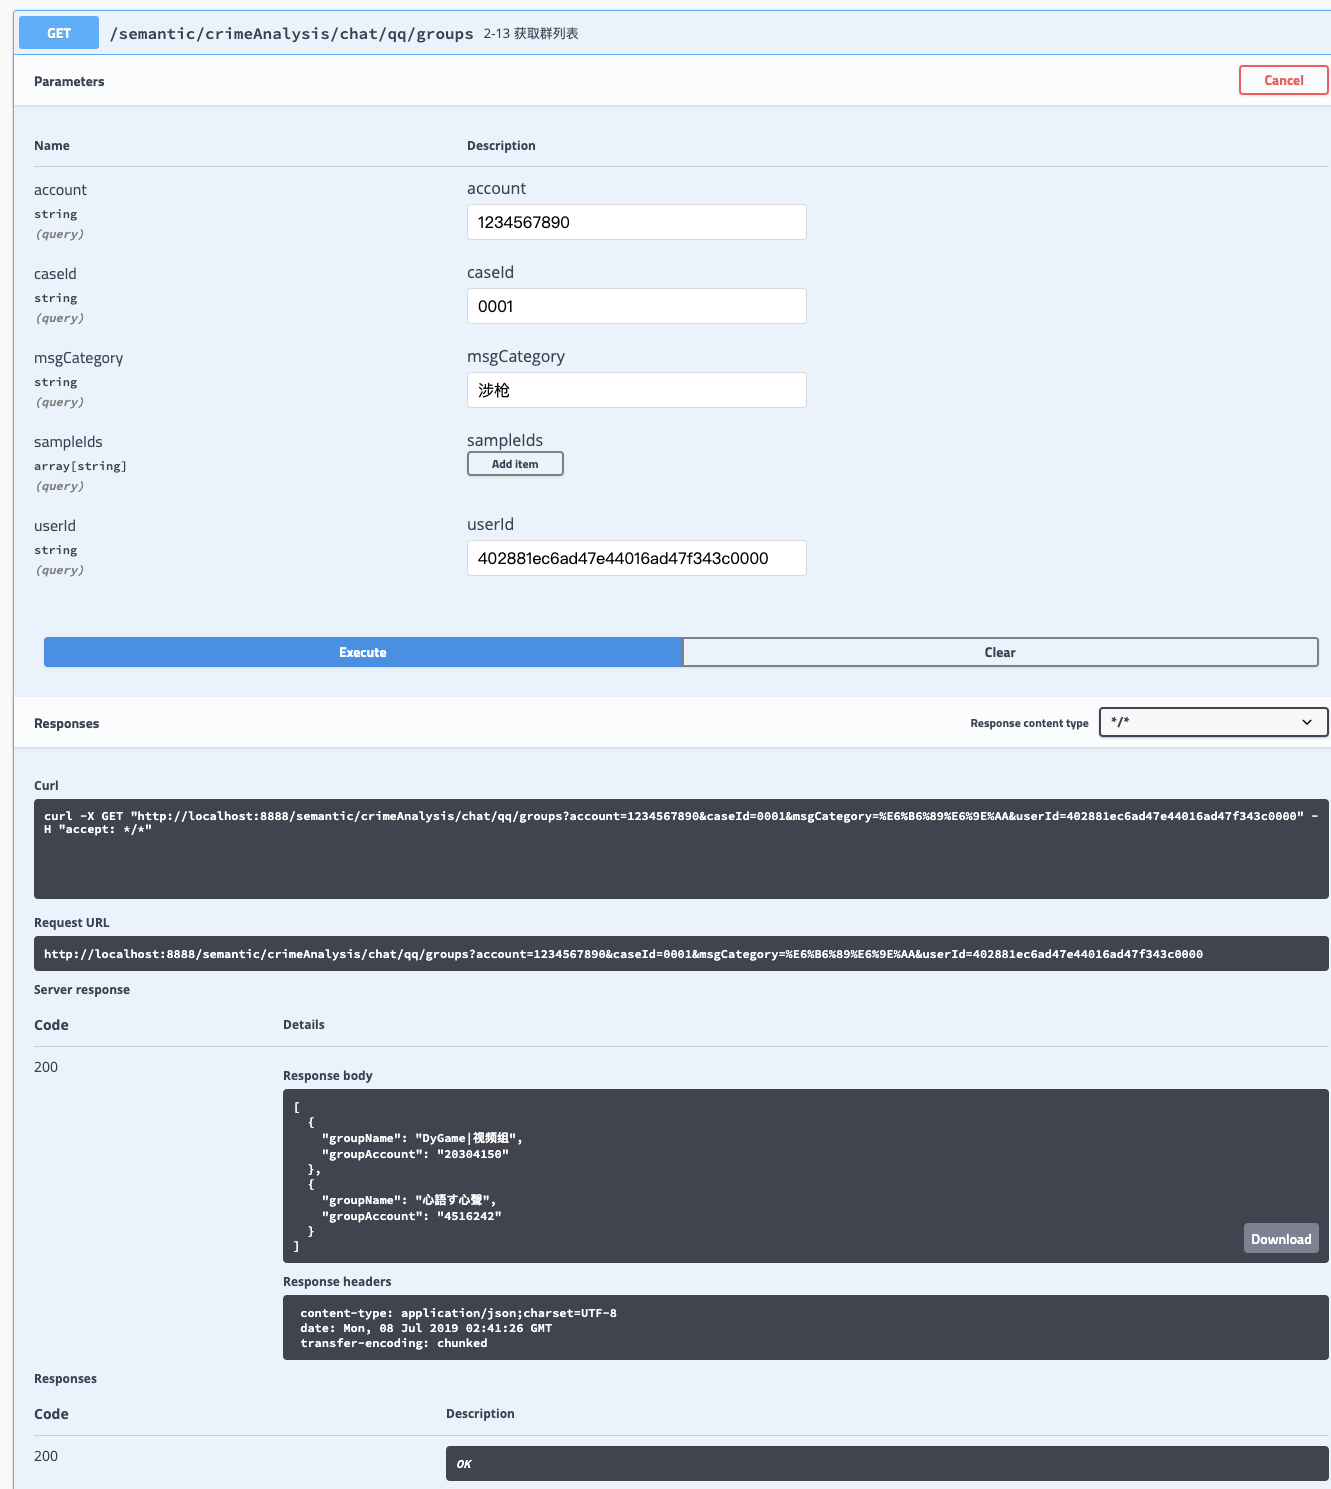 GET /semantic/crimeAnalysis/chat/qq/groups 2-13 获取群列表
Parameters Cancel
Name Description
account account
string 1234567890
(query)
caseId caseId
string 0001
(query)
msgCategory msgCategory
string 涉枪
(query)
sampleIds sampleIds
array[string] Add item
(query)
userId userId
string 402881ec6ad47e44016ad47f343c0000
(query)
Execute Clear
Responses Response content type */*
Curl
curl -X GET "http://localhost:8888/semantic/crimeAnalysis/chat/qq/groups?account=1234567890&caseId=0001&msgCategory=%E6%B6%89%E6%9E%AA&userId=402881ec6ad47e44016ad47f343c0000" -
H "accept: */*"
Request URL
http://localhost:8888/semantic/crimeAnalysis/chat/qq/groups?account=1234567890&caseId=0001&msgCategory=%E6%B6%89%E6%9E%AA&userId=402881ec6ad47e44016ad47f343c0000
Server response
Code Details
200
Response body
[
{
"groupName": "DyGame|视频组",
"groupAccount": "20304150"
},
{
"groupName": "心語す心聲",
"groupAccount": "4516242"
}
]
Download
Response headers
content-type: application/json;charset=UTF-8
date: Mon, 08 Jul 2019 02:41:26 GMT
transfer-encoding: chunked
Responses
Code Description
200 OK